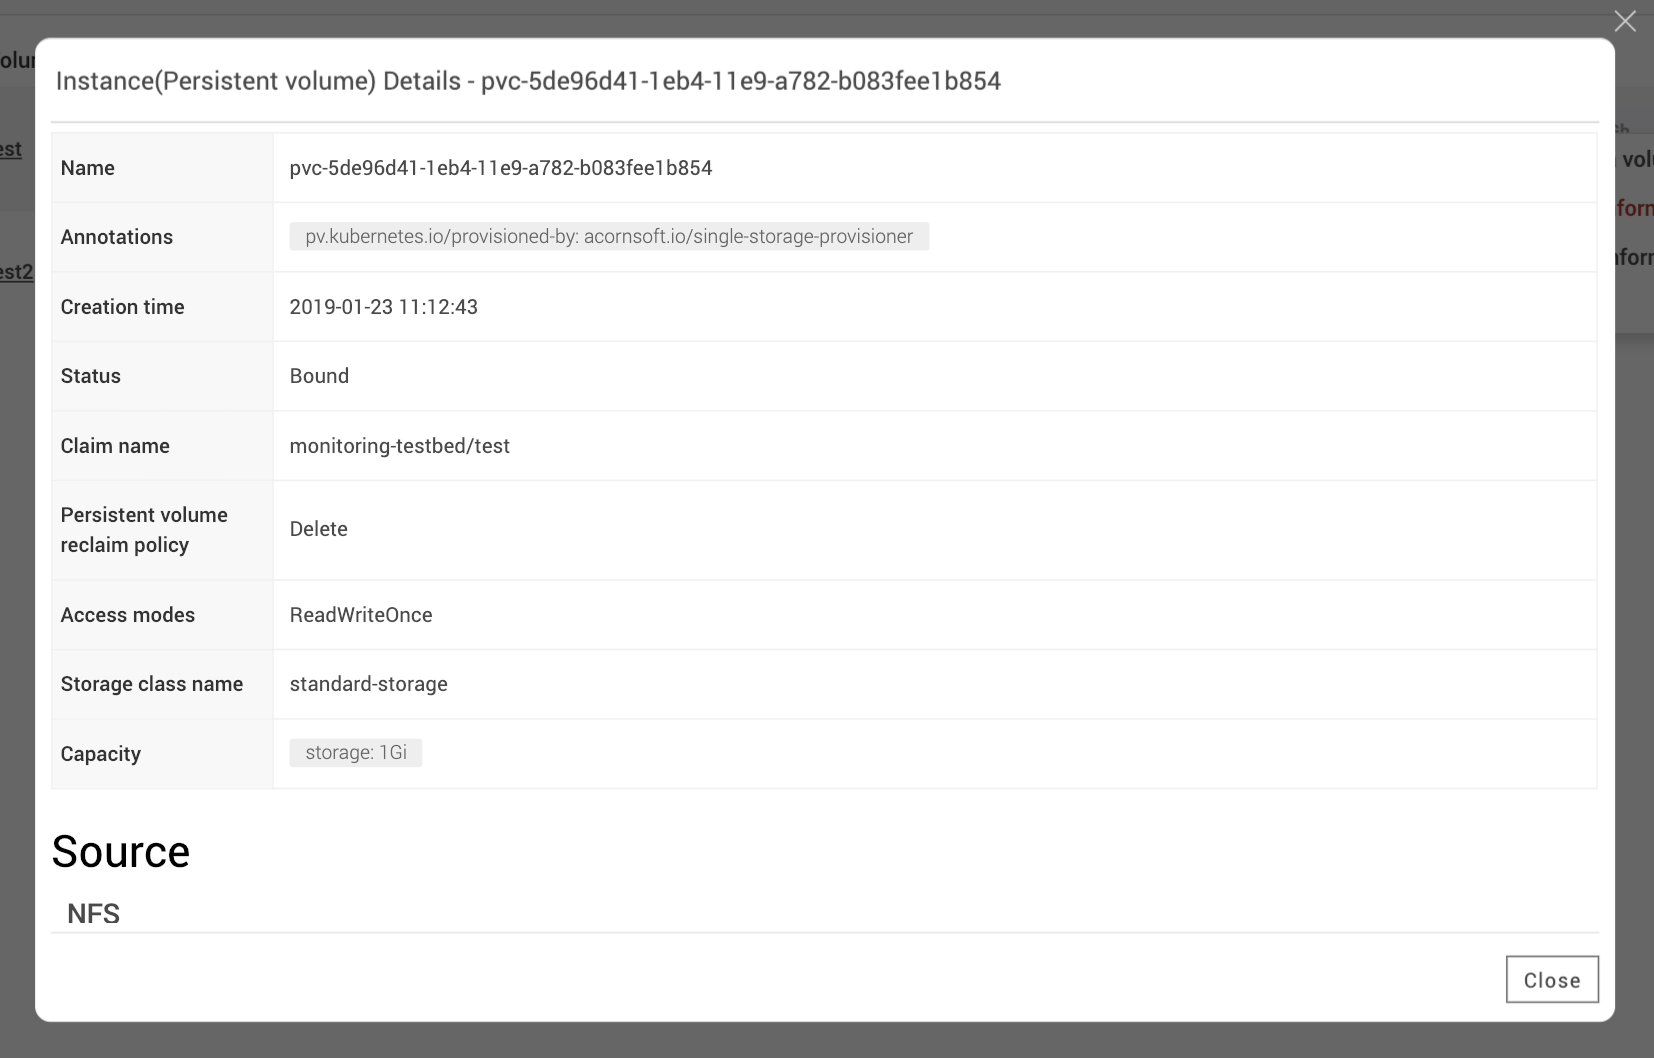 Instance(Persistent volume) Details - pvc-5de96d41-1eb4-11e9-a782-b083fee1b854
Name pvc-5de96d41-1eb4-11e9-a782-b083fee1b854
Annotations pv.kubernetes.io/provisioned-by: acornsoft.io/single-storage-provisioner
Creation time 2019-01-23 11:12:43
Status Bound
Claim name monitoring-testbed/test
Persistent volume
reclaim policy Delete
Access modes ReadWriteOnce
Storage class name standard-storage
Capacity storage: 1Gi
Source
NFS
Close